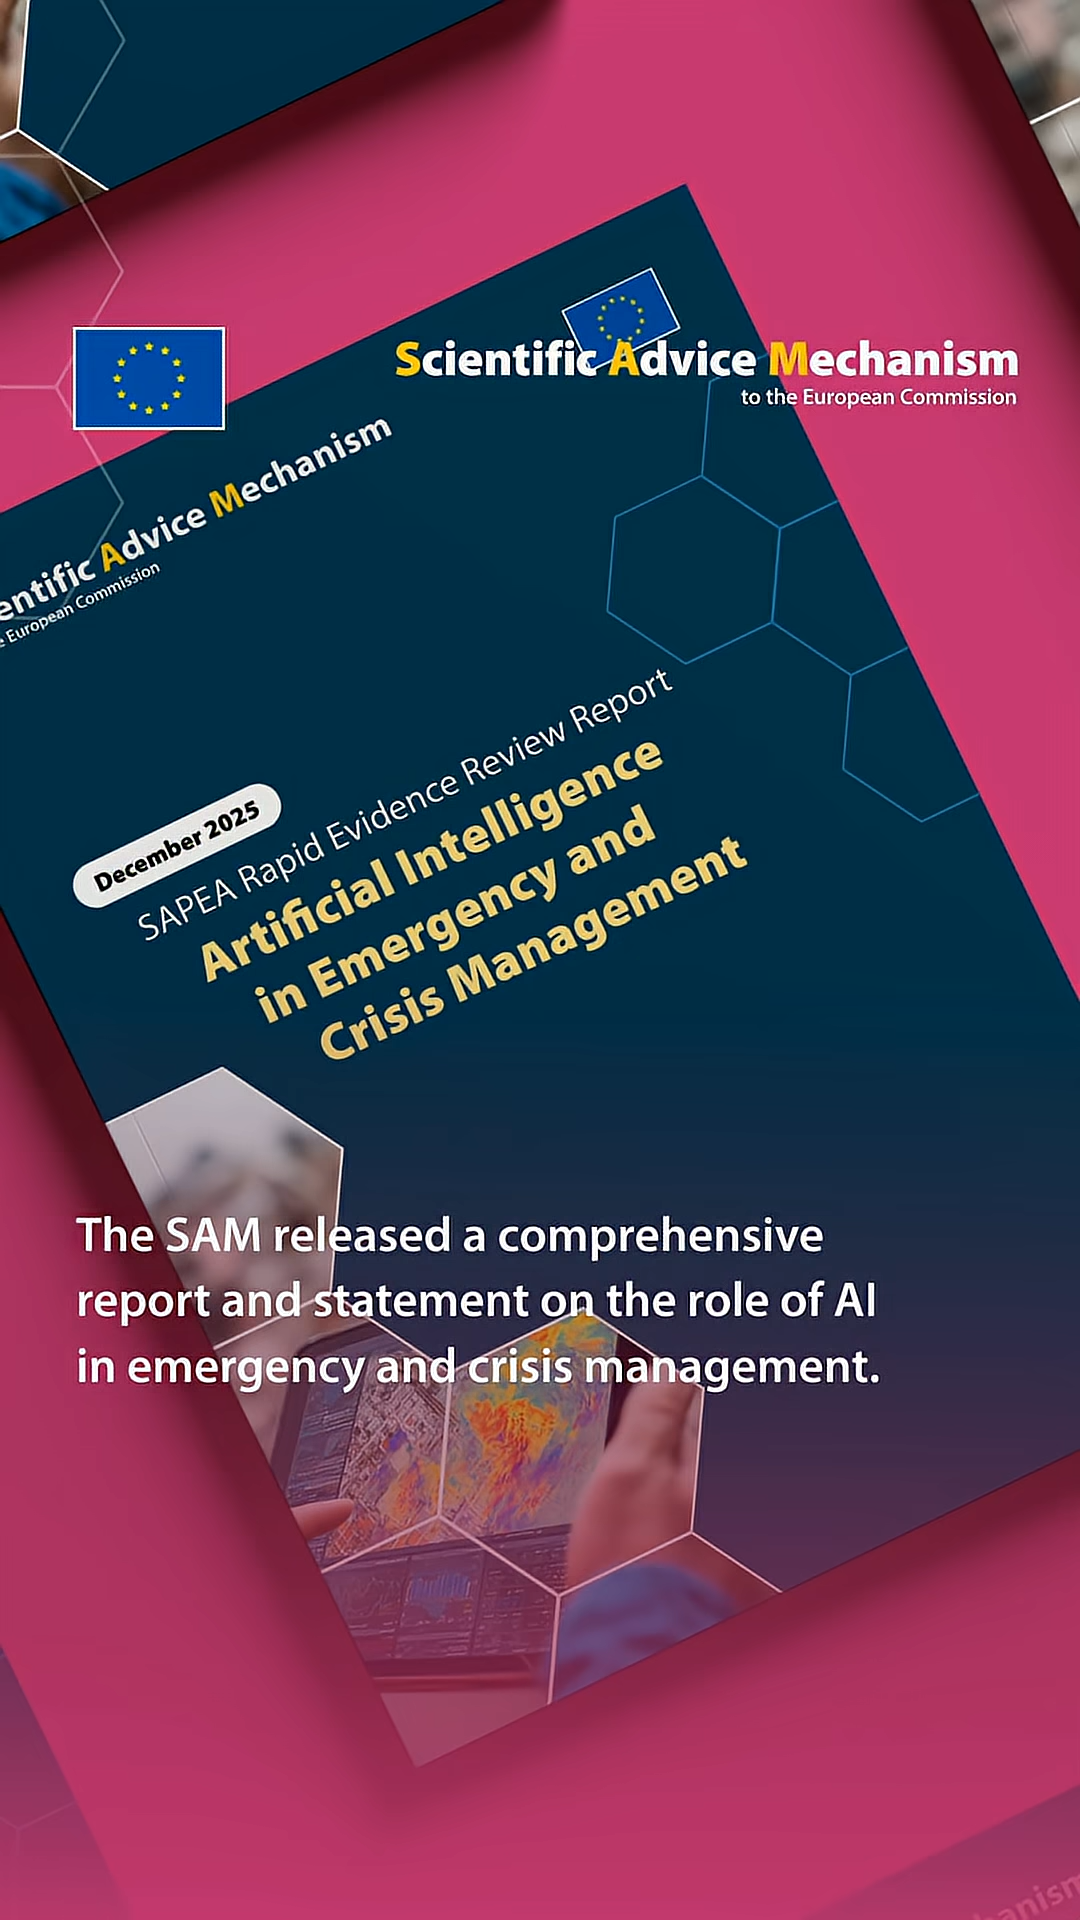 Scientific Advice Mechanism
to the European Commission
Advice Mechanism
European Commission
December 2025
SAPEA Rapid Evidence Review Report
Artificial Intelligence
in Emergency and
Crisis Management
The SAM released a comprehensive
report and statement on the role of AI
in emergency and crisis management.